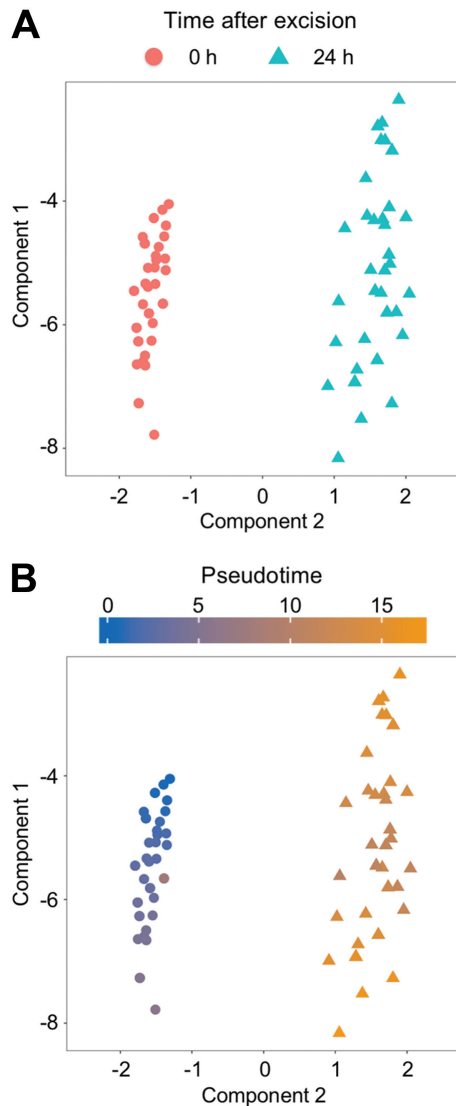 A
Time after excision
0 h 24 h
Component 1
-4
-6
-8
-2 -1 0 1 2
Component 2
B
Pseudotime
0 5 10 15
Component 1
-4
-6
-8
-2 -1 0 1 2
Component 2